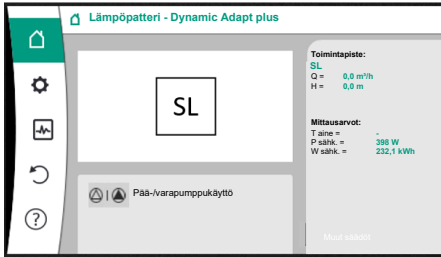 Lämpöpatteri - Dynamic Adapt plus
SL
Pää-/varapumppukäyttö
Toimintapiste:
SL
Q = 0,0 m³/h
H = 0,0 m
Mittausarvot:
T aine = -
P sähk. = 398 W
W sähk. = 232,1 kWh
Muut säädöt
?